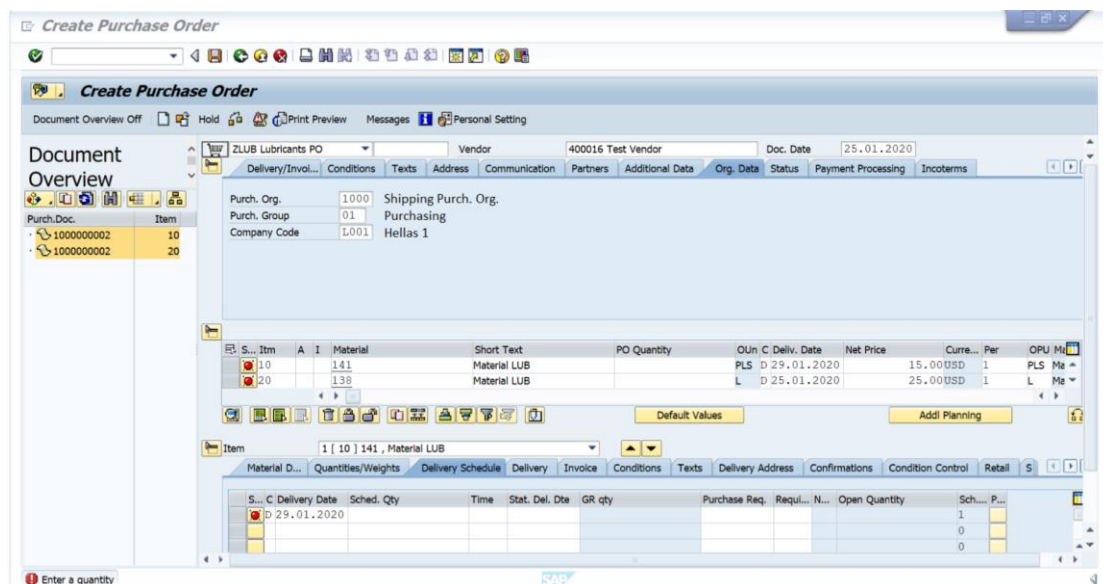 Create Purchase Order
Create Purchase Order
Document Overview Off Hold Print Preview Messages Personal Setting
Document
Overview
Purch.Doc. Item
1000000002 10
1000000002 20
ZLUB Lubricants PO Vendor 400016 Test Vendor Doc. Date 25.01.2020
Delivery/Invoi... Conditions Texts Address Communication Partners Additional Data Org. Data Status Payment Processing Incoterms
Purch. Org. 1000 Shipping Purch. Org.
Purch. Group 01 Purchasing
Company Code L001 Hellas 1
S... Itm A I Material Short Text PO Quantity OUn C Deliv. Date Net Price Curre... Per OPU Ma
10 141 Material LUB PLS D 29.01.2020 15.00 USD 1 PLS Ma
20 138 Material LUB L D 25.01.2020 25.00 USD 1 L Ma
Default Values Addl Planning
Item 1 [ 10 ] 141 , Material LUB
Material D... Quantities/Weights Delivery Schedule Delivery Invoice Conditions Texts Delivery Address Confirmations Condition Control Retail S
S... C Delivery Date Sched. Qty Time Stat. Del. Dte GR qty Purchase Req. Requi... N... Open Quantity Sch.... P...
D 29.01.2020 1
0
0
Enter a quantity SAP